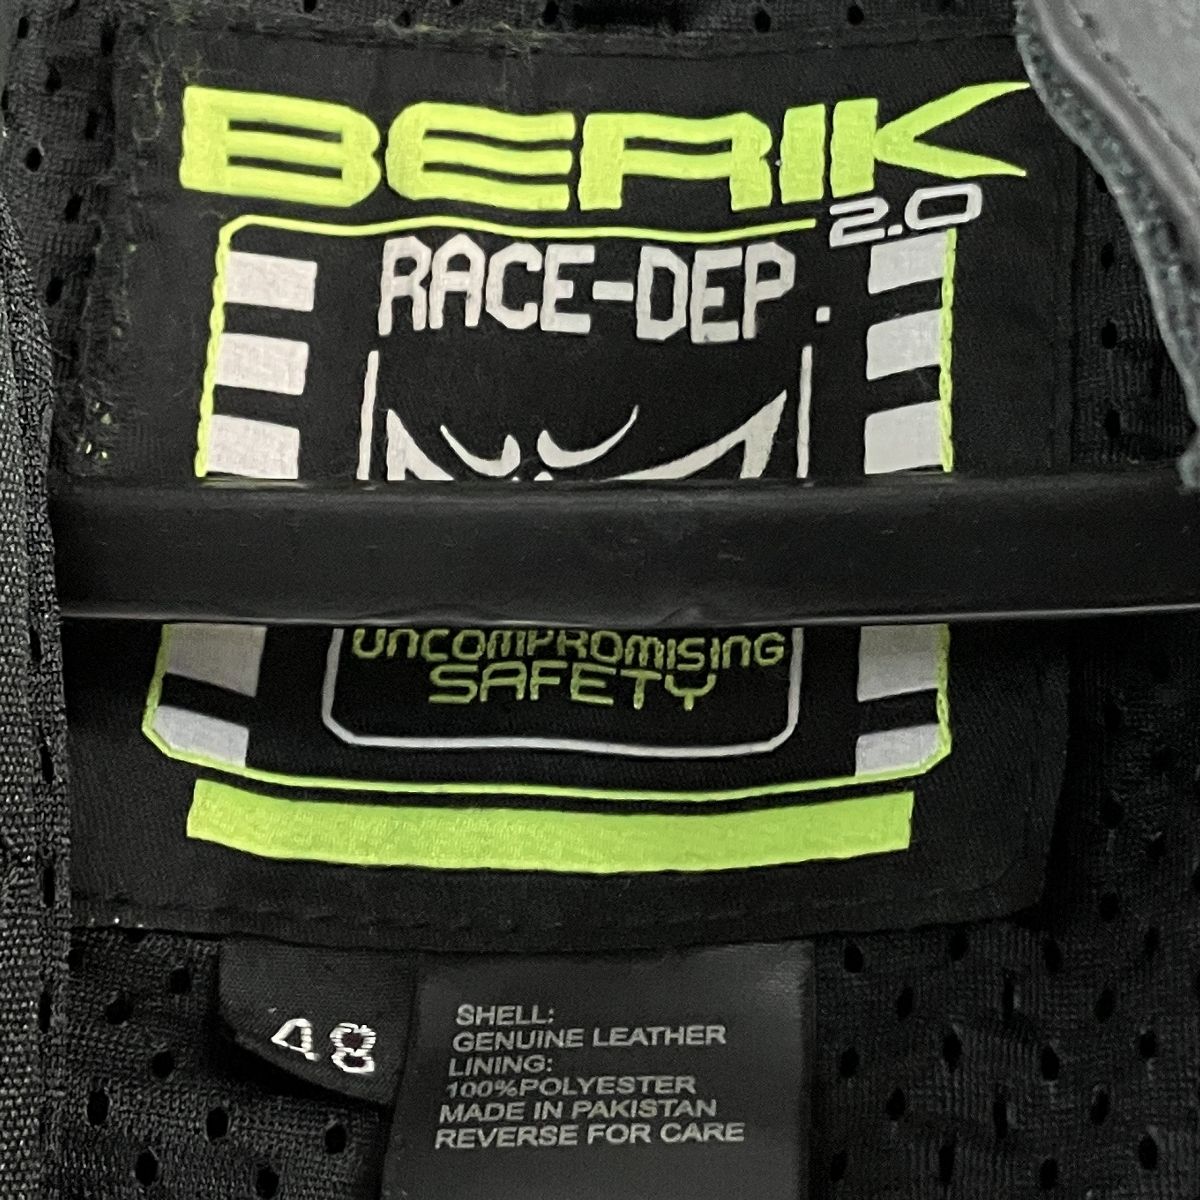 BERIK
2.0
RACE-DEP.
UNCOMPROMISING
SAFETY
48
SHELL:
GENUINE LEATHER
LINING:
100%POLYESTER
MADE IN PAKISTAN
REVERSE FOR CARE